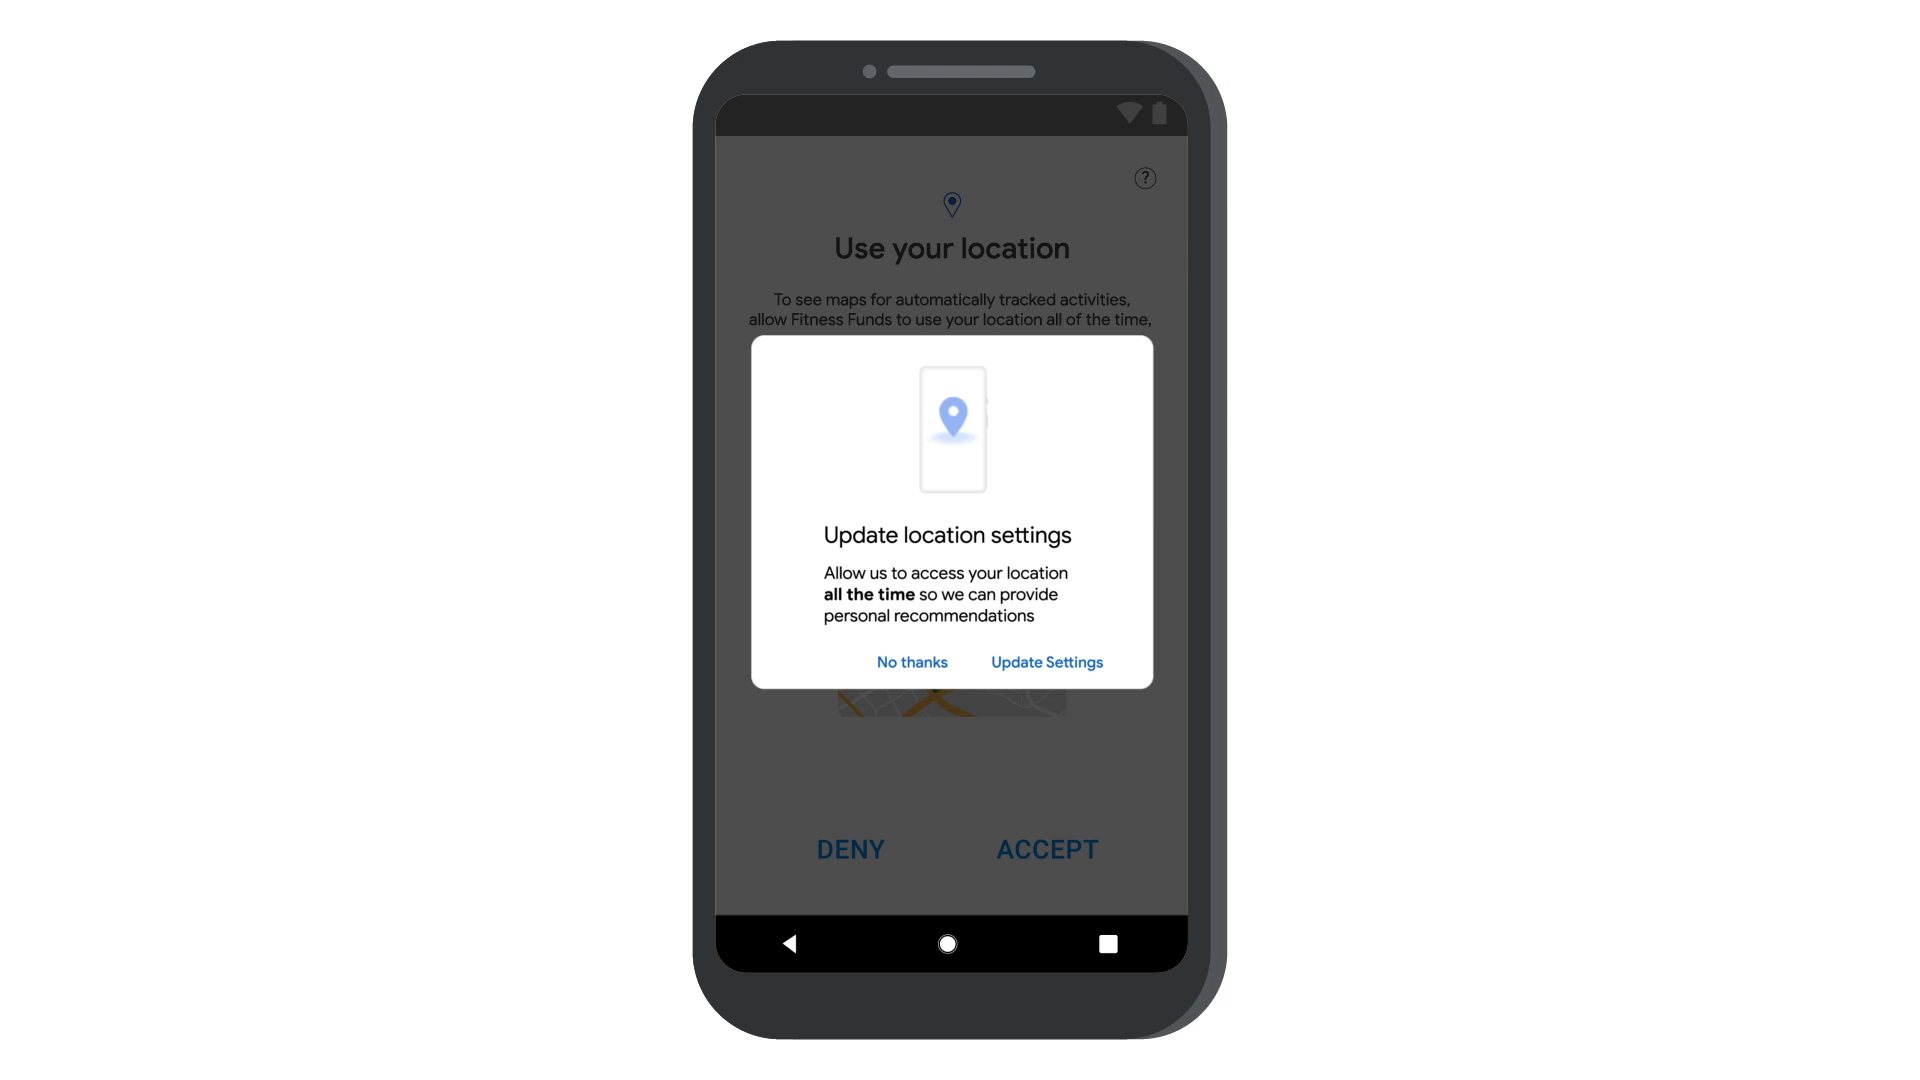 ?
Use your location
To see maps for automatically tracked activities,
allow Fitness Funds to use your location all of the time,
Update location settings
Allow us to access your location
all the time so we can provide
personal recommendations
No thanks Update Settings
DENY ACCEPT